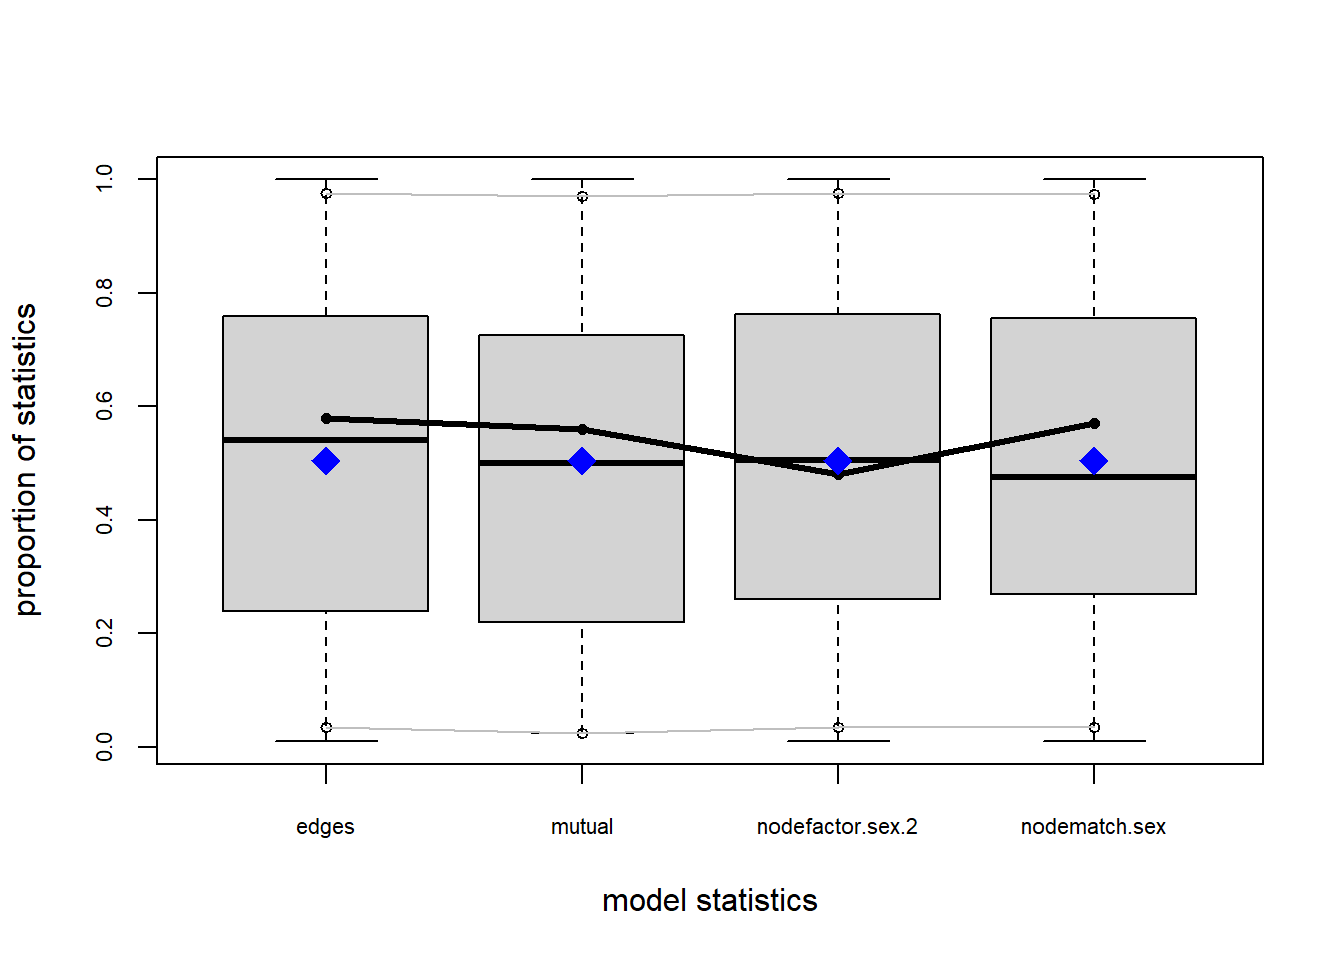 proportion of statistics
1.0
0.8
0.6
0.4
0.2
0.0
edges mutual nodefactor.sex.2 nodematch.sex
model statistics